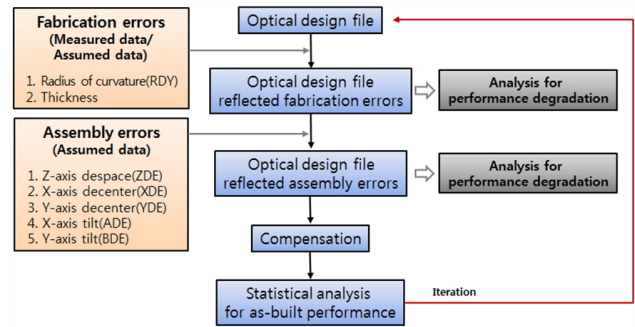 Fabrication errors
(Measured data/
Assumed data)
1. Radius of curvature(RDY)
2. Thickness
Optical design file
Optical design file
reflected fabrication errors
Analysis for
performance degradation
Assembly errors
(Assumed data)
1. Z-axis despace(ZDE)
2. X-axis decenter(XDE)
3. Y-axis decenter(YDE)
4. X-axis tilt(ADE)
5. Y-axis tilt(BDE)
Optical design file
reflected assembly errors
Analysis for
performance degradation
Compensation
Statistical analysis
for as-built performance
Iteration